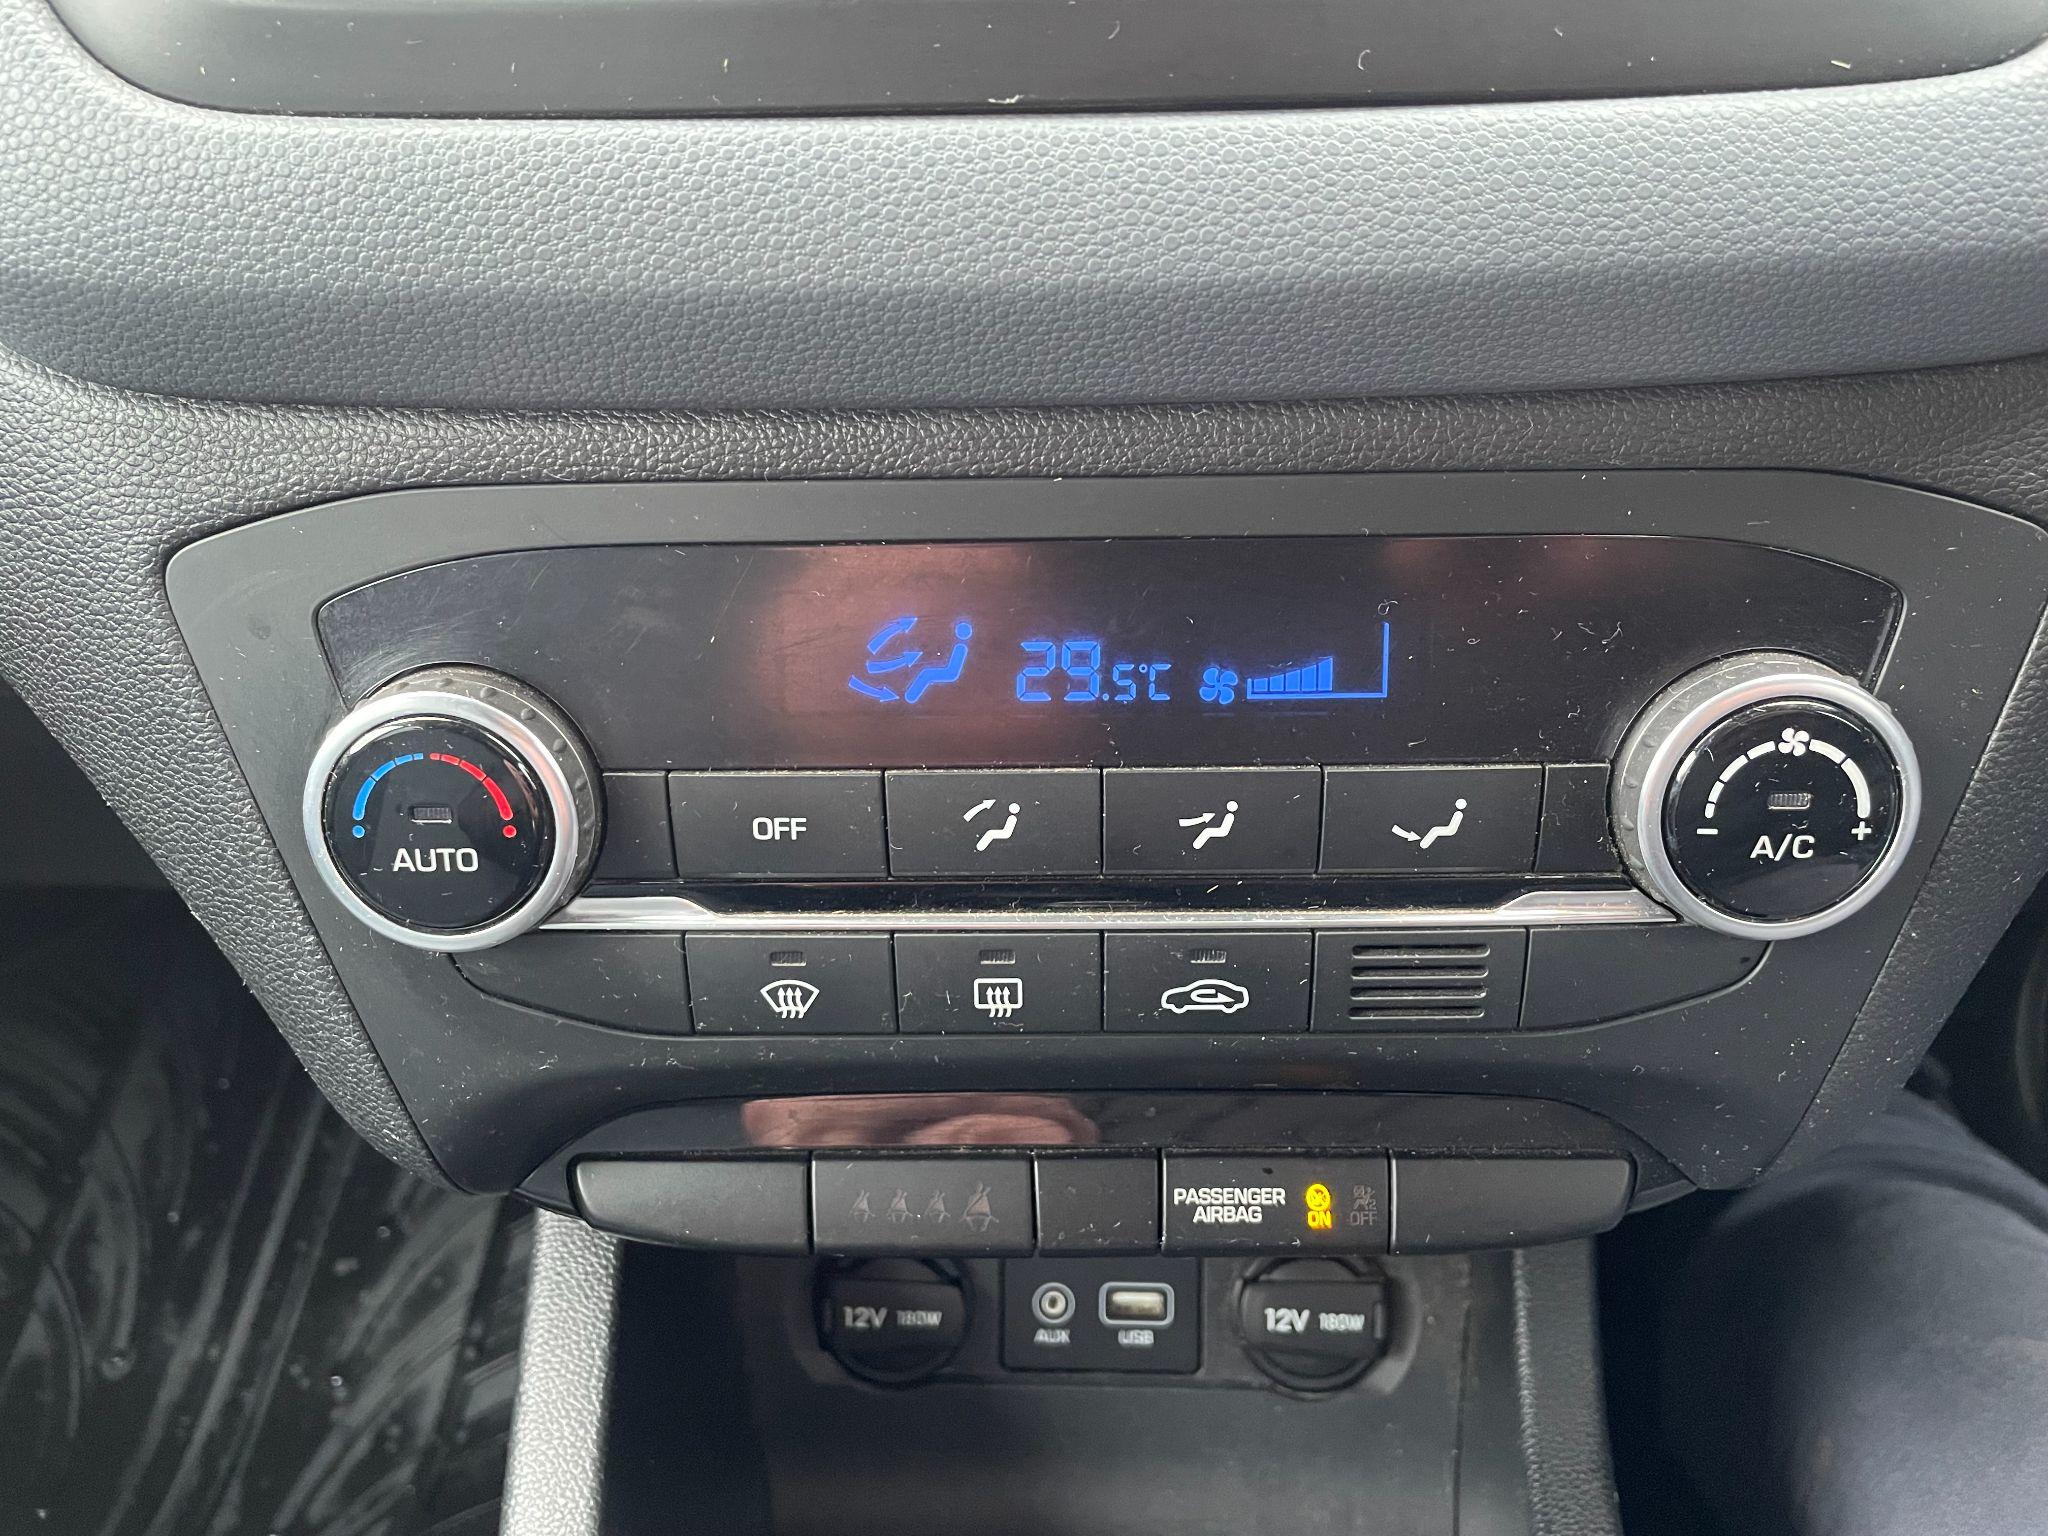 29.5°C
AUTO
OFF
- A/C +
PASSENGER
AIRBAG
ON OFF
12V 180W
AUX
USB
12V 180W